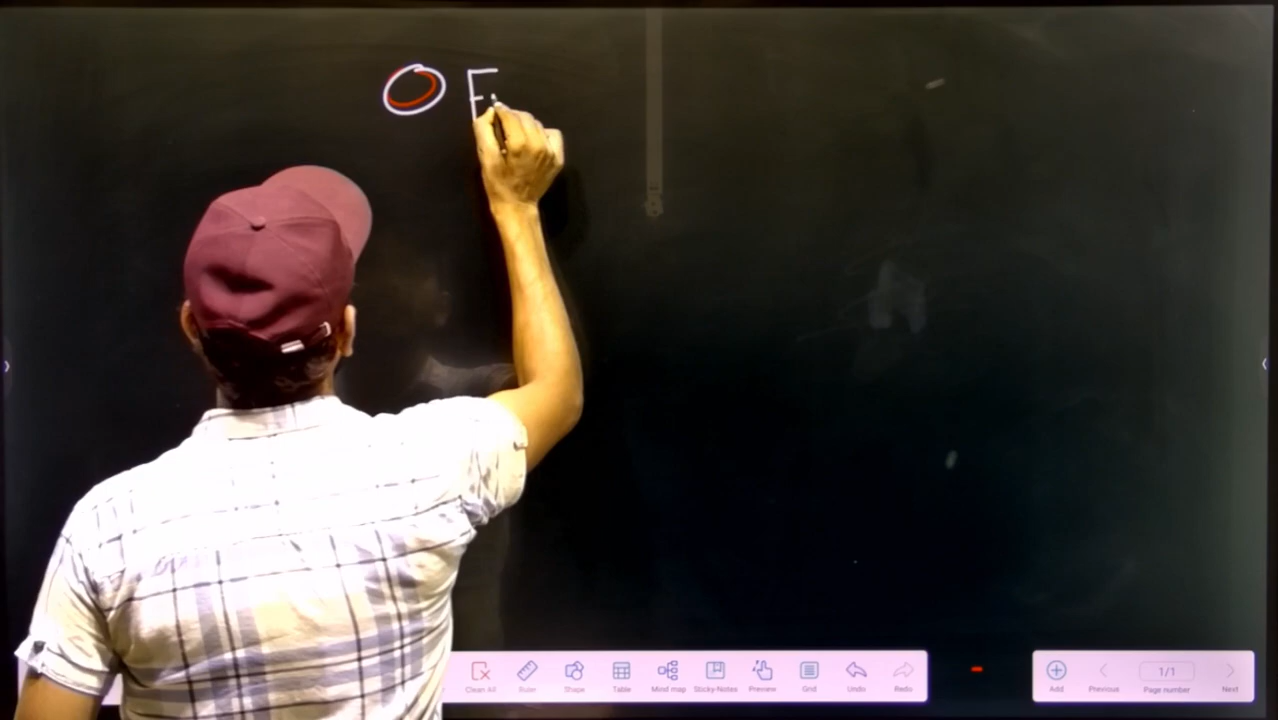 O F
Clean All Ruler Shape Table Mind map Sticky-Notes Preview Grid Undo Redo
Add Previous 1/1 Page number Next